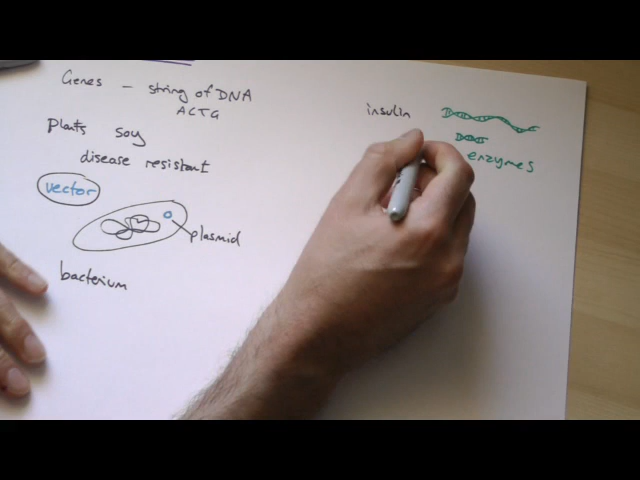 Genes - string of DNA
ACTG
Plants soy
disease resistant
vector
plasmid
bacterium
insulin
enzymes